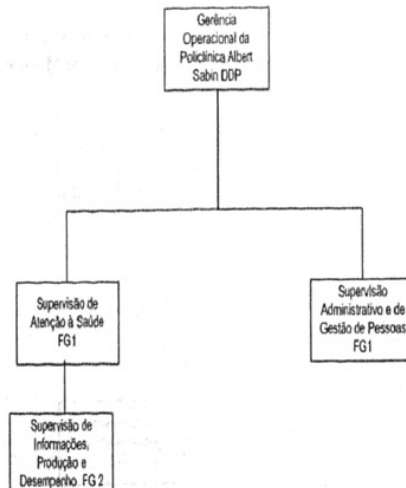 Gerência
Operacional da
Policlínica Albert
Sabin DDP
Supervisão de
Atenção à Saúde
FG1
Supervisão
Administrativo e de
Gestão de Pessoas
FG1
Supervisão de
Informações,
Produção e
Desempenho FG 2